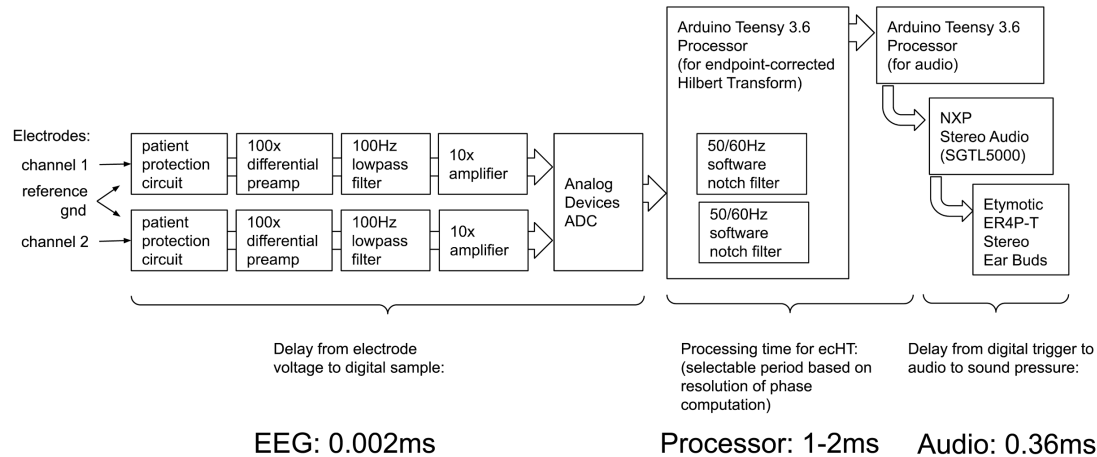 Electrodes:
channel 1
reference
gnd
channel 2
patient
protection
circuit
100x
differential
preamp
100Hz
lowpass
filter
10x
amplifier
patient
protection
circuit
100x
differential
preamp
100Hz
lowpass
filter
10x
amplifier
Analog
Devices
ADC
Arduino Teensy 3.6
Processor
(for endpoint-corrected
Hilbert Transform)
50/60Hz
software
notch filter
50/60Hz
software
notch filter
Arduino Teensy 3.6
Processor
(for audio)
NXP
Stereo Audio
(SGTL5000)
Etymotic
ER4P-T
Stereo
Ear Buds
Delay from electrode
voltage to digital sample:
Processing time for ecHT:
(selectable period based on
resolution of phase
computation)
Delay from digital trigger to
audio to sound pressure:
EEG: 0.002ms
Processor: 1-2ms
Audio: 0.36ms